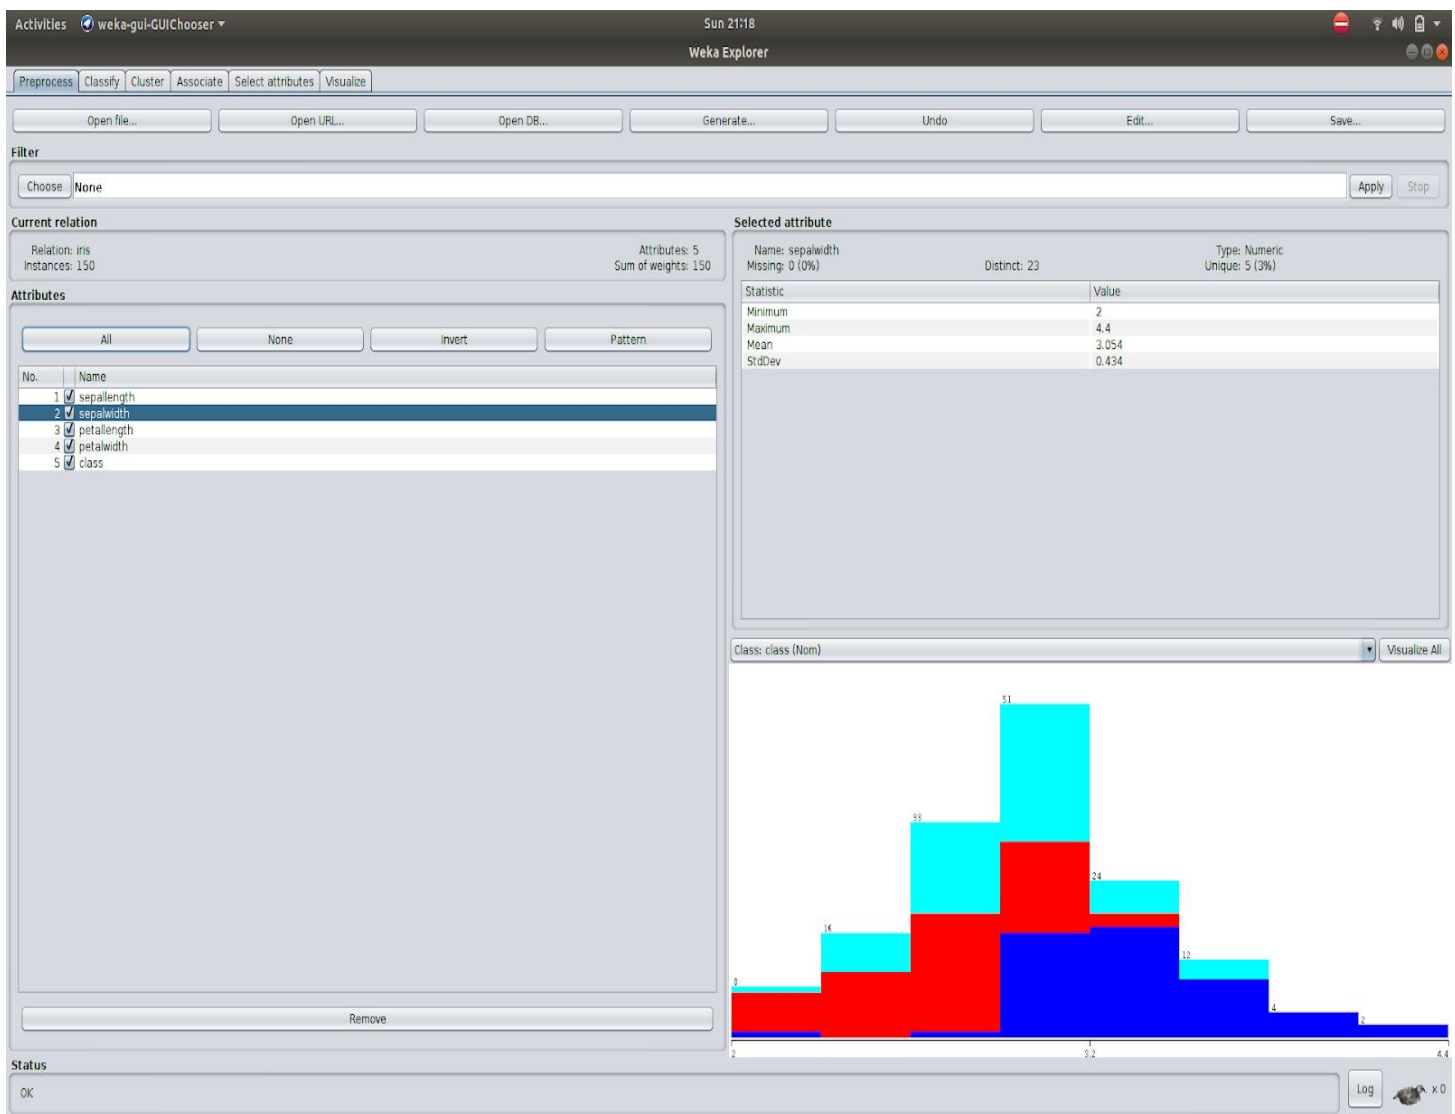 Activities weka-gui-GUIChooser Sun 21:18
Weka Explorer
Preprocess Classify Cluster Associate Select attributes Visualize
Open file... Open URL... Open DB... Generate... Undo Edit... Save...
Filter
Choose None Apply Stop
Current relation
Relation: iris Attributes: 5
Instances: 150 Sum of weights: 150
Attributes
All None Invert Pattern
No. Name
1 sepallength
2 sepalwidth
3 petallength
4 petalwidth
5 class
Remove
Selected attribute
Name: sepalwidth Type: Numeric
Missing: 0 (0%) Distinct: 23 Unique: 5 (3%)
Statistic Value
Minimum 2
Maximum 4.4
Mean 3.054
StdDev 0.434
Class: class (Nom) Visualize All
51
33
24
16
12
8
4
2
2 3.2 4.4
Status
OK Log x 0